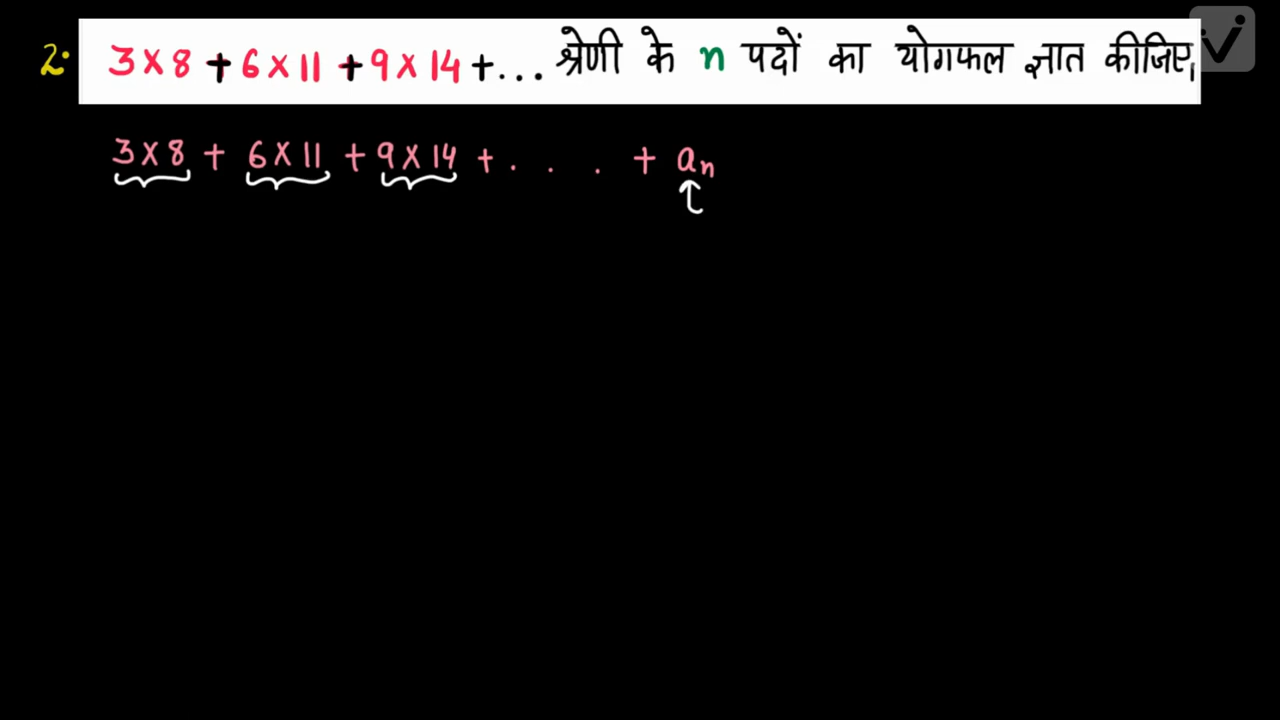 2. 3×8 + 6×11 + 9×14 +... श्रेणी के n पदों का योगफल ज्ञात कीजिए,
3×8 + 6×11 + 9×14 + . . . + aₙ